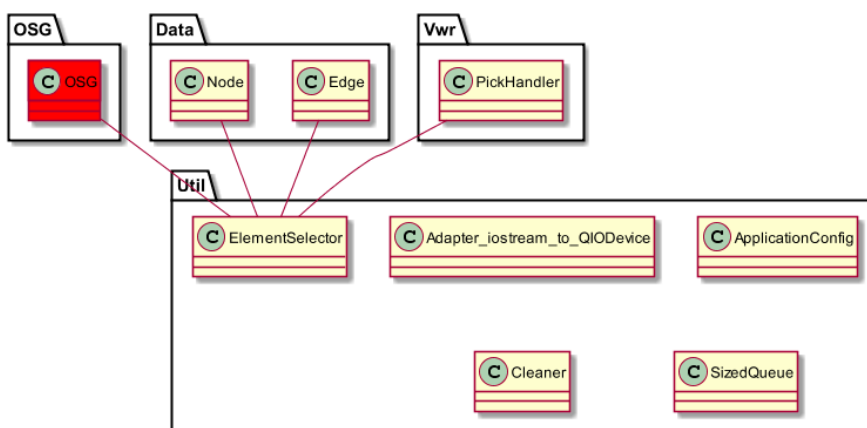 OSG
Data
Vwr
C OSG
C Node
C Edge
C PickHandler
Util
C ElementSelector
C Adapter_iostream_to_QIODevice
C ApplicationConfig
C Cleaner
C SizedQueue